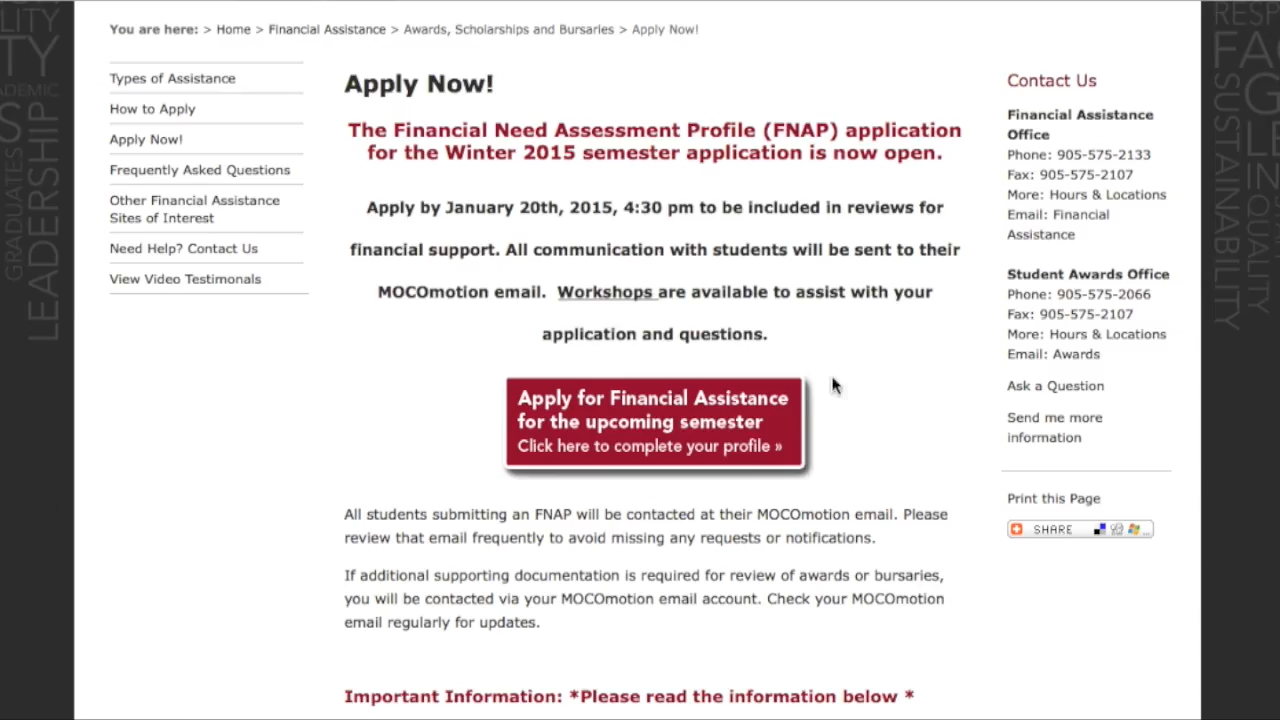 You are here: > Home > Financial Assistance > Awards, Scholarships and Bursaries > Apply Now!
Types of Assistance
How to Apply
Apply Now!
Frequently Asked Questions
Other Financial Assistance
Sites of Interest
Need Help? Contact Us
View Video Testimonals
Apply Now!
The Financial Need Assessment Profile (FNAP) application
for the Winter 2015 semester application is now open.
Apply by January 20th, 2015, 4:30 pm to be included in reviews for
financial support. All communication with students will be sent to their
MOCOmotion email. Workshops are available to assist with your
application and questions.
Apply for Financial Assistance
for the upcoming semester
Click here to complete your profile »
All students submitting an FNAP will be contacted at their MOCOmotion email. Please
review that email frequently to avoid missing any requests or notifications.
If additional supporting documentation is required for review of awards or bursaries,
you will be contacted via your MOCOmotion email account. Check your MOCOmotion
email regularly for updates.
Important Information: *Please read the information below *
Contact Us
Financial Assistance
Office
Phone: 905-575-2133
Fax: 905-575-2107
More: Hours & Locations
Email: Financial
Assistance
Student Awards Office
Phone: 905-575-2066
Fax: 905-575-2107
More: Hours & Locations
Email: Awards
Ask a Question
Send me more
information
Print this Page
SHARE
GRADUATES
LEADERSHIP
SUSTAINABILITY